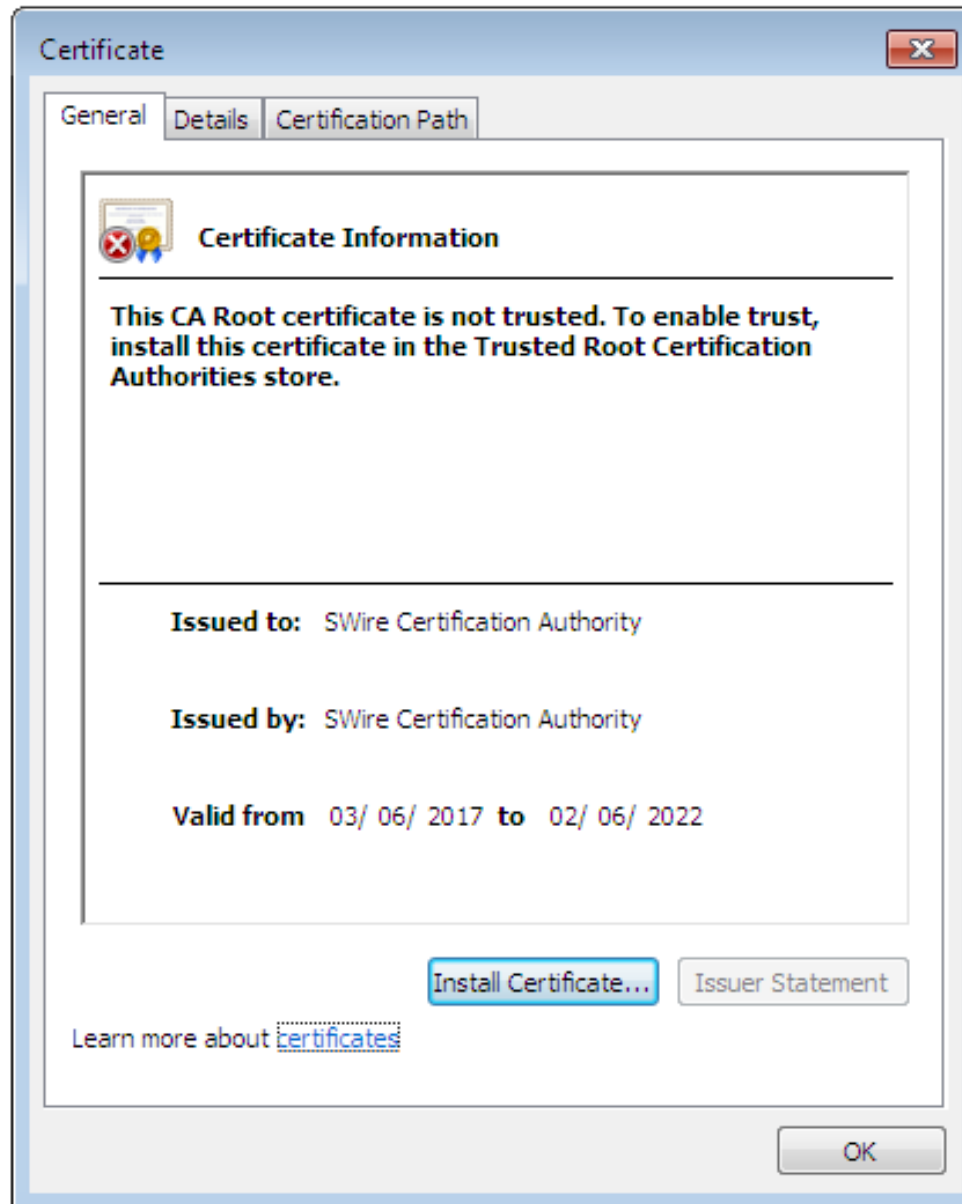 Certificate
General Details Certification Path
Certificate Information
This CA Root certificate is not trusted. To enable trust,
install this certificate in the Trusted Root Certification
Authorities store.
Issued to: SWire Certification Authority
Issued by: SWire Certification Authority
Valid from 03/ 06/ 2017 to 02/ 06/ 2022
Install Certificate... Issuer Statement
Learn more about certificates
OK